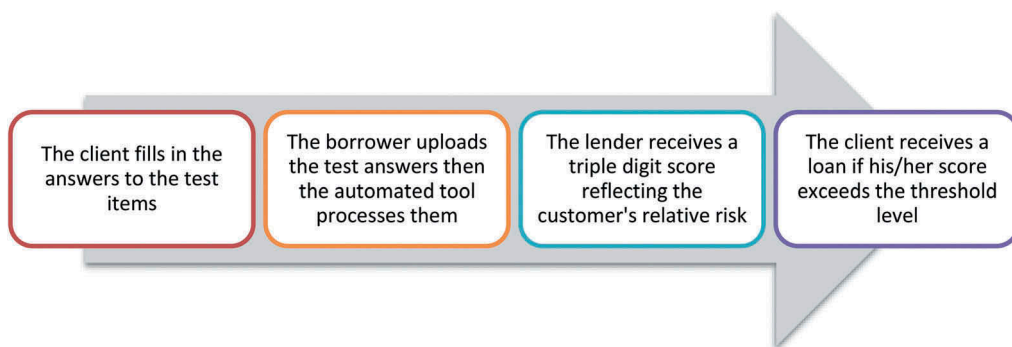 The client fills in the
answers to the test
items
The borrower uploads
the test answers then
the automated tool
processes them
The lender receives a
triple digit score
reflecting the
customer's relative risk
The client receives a
loan if his/her score
exceeds the threshold
level